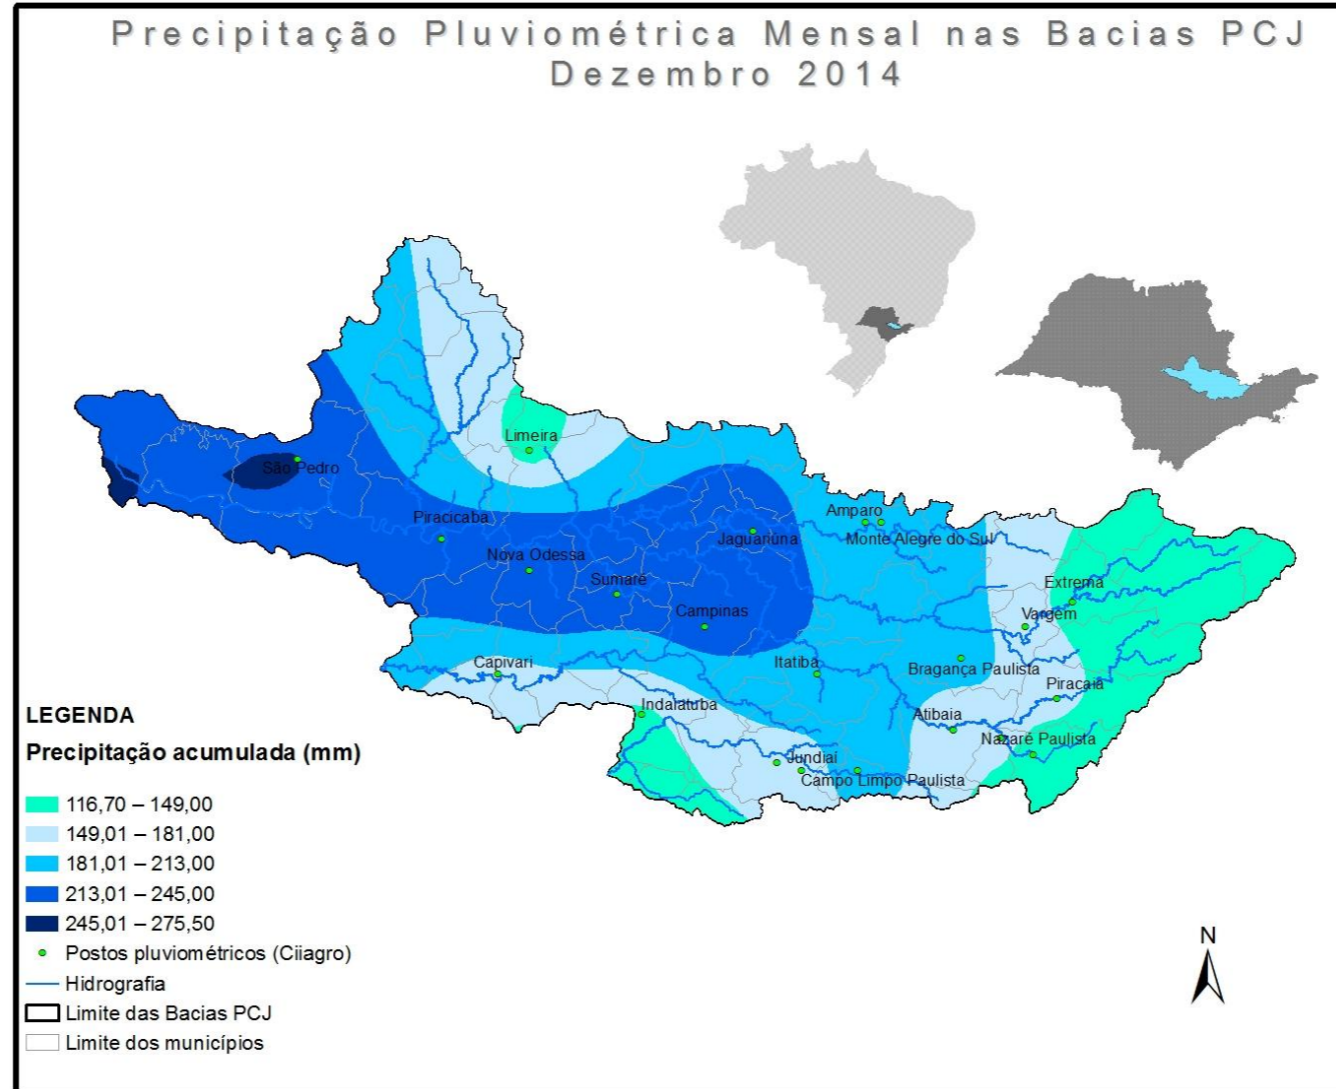 Precipitação Pluviométrica Mensal nas Bacias PCJ
Dezembro 2014
Limeira
São Pedro
Piracicaba
Nova Odessa
Sumaré
Jaguariúna
Campinas
Amparo
Monte Alegre do Sul
Extrema
Vargem
Capivari
Itatiba
Bragança Paulista
Piracaia
Indaiatuba
Atibaia
Nazaré Paulista
Jundiaí
Campo Limpo Paulista
LEGENDA
Precipitação acumulada (mm)
116,70 – 149,00
149,01 – 181,00
181,01 – 213,00
213,01 – 245,00
245,01 – 275,50
Postos pluviométricos (Ciiagro)
Hidrografia
Limite das Bacias PCJ
Limite dos municípios
N